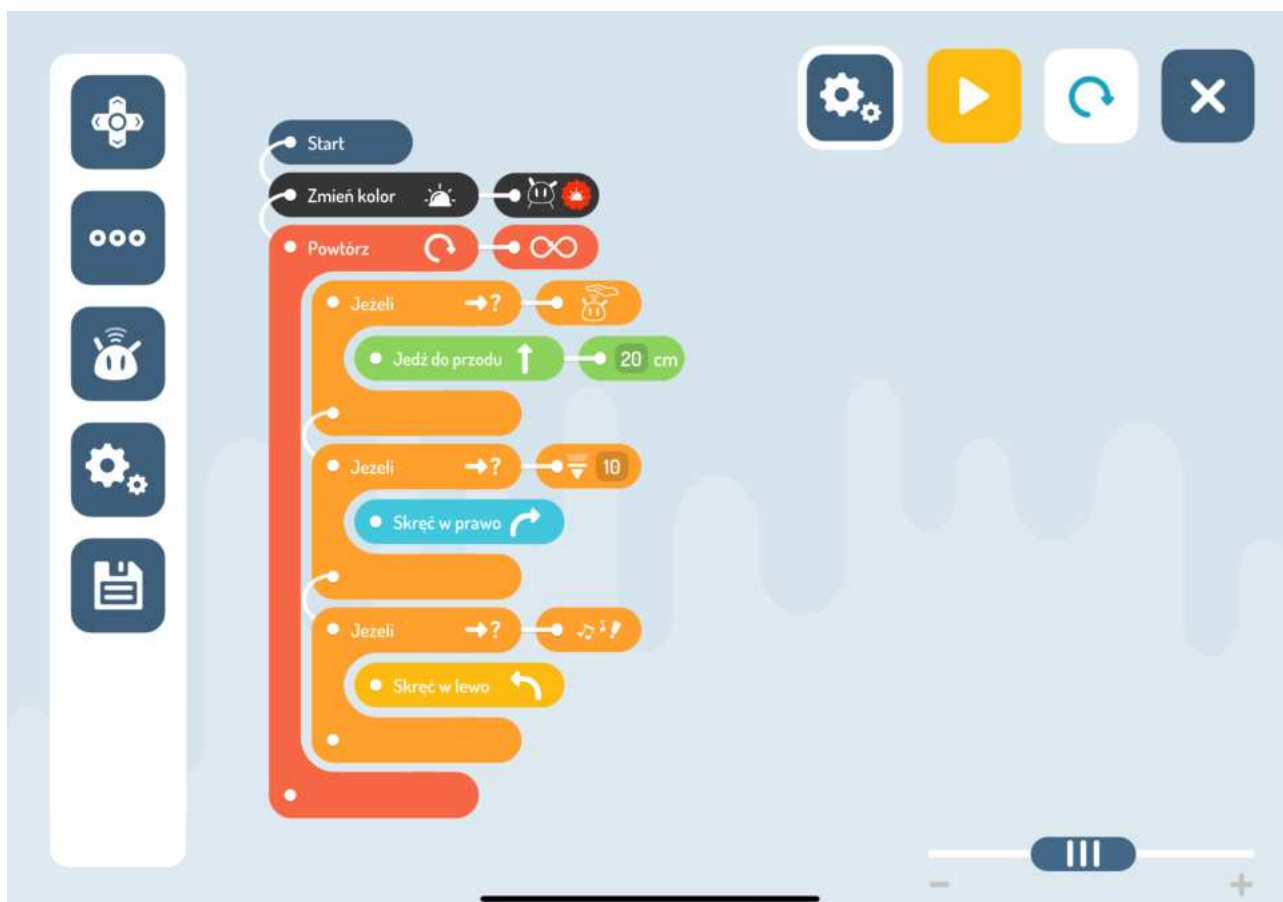 Start
Zmień kolor
Powtórz
Jeżeli →?
Jedź do przodu 20 cm
Jeżeli →? 10
Skręć w prawo
Jeżeli →?
Skręć w lewo
- +